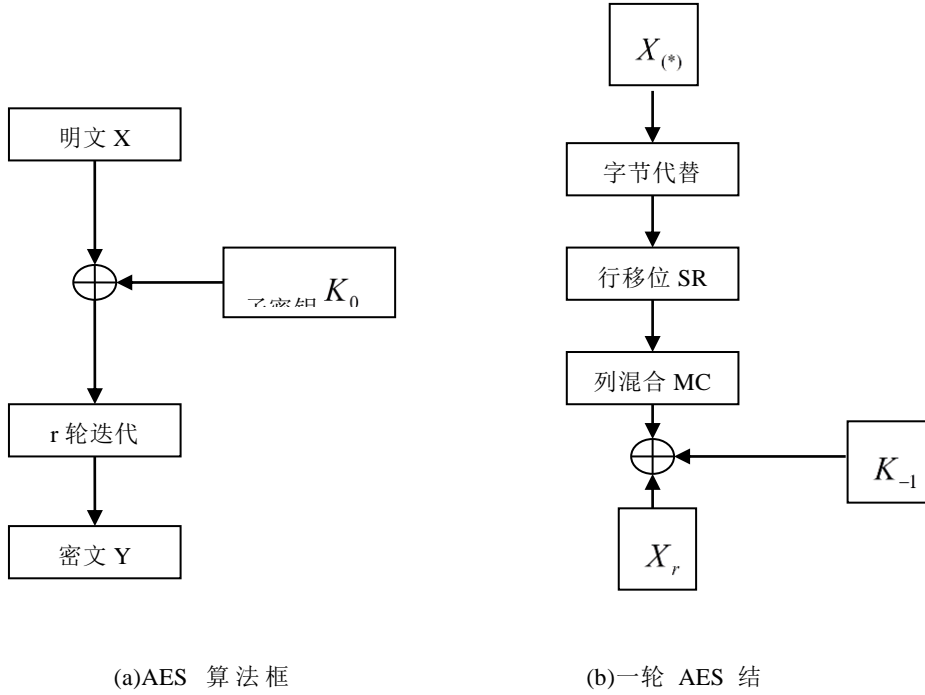 明文 X
K₀
r 轮迭代
密文 Y
(a)AES 算法框
X₍*₎
字节代替
行移位 SR
列混合 MC
K₋₁
Xᵣ
(b)一轮 AES 结